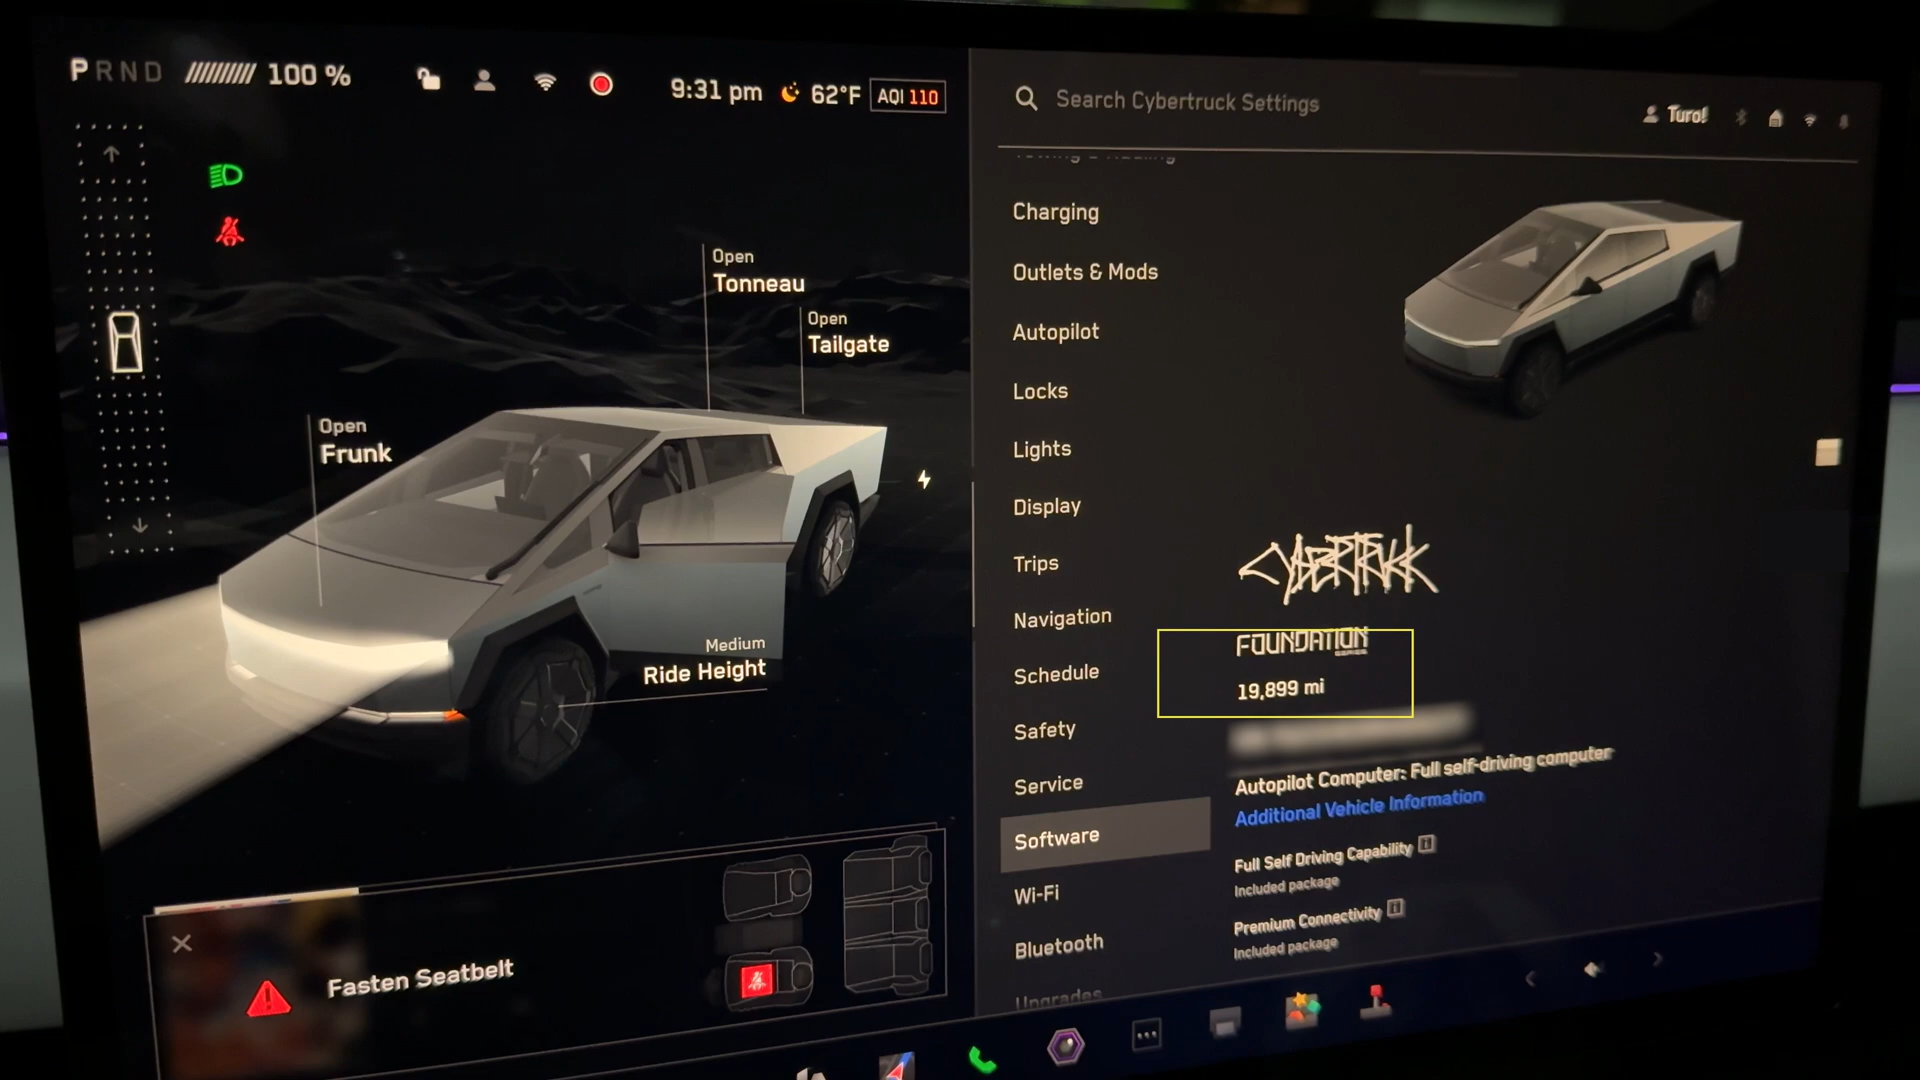 P R N D 100 % 9:31 pm 62°F AQI 110
Open
Tonneau
Open
Tailgate
Open
Frunk
Medium
Ride Height
Fasten Seatbelt
Search Cybertruck Settings
Turo!
Charging
Outlets & Mods
Autopilot
Locks
Lights
Display
Trips
Navigation
Schedule
Safety
Service
Software
Wi-Fi
Bluetooth
Upgrades
CYBERTRUCK
FOUNDATION
SERIES
19,899 mi
Autopilot Computer: Full self-driving computer
Additional Vehicle Information
Full Self Driving Capability
Included package
Premium Connectivity
Included package